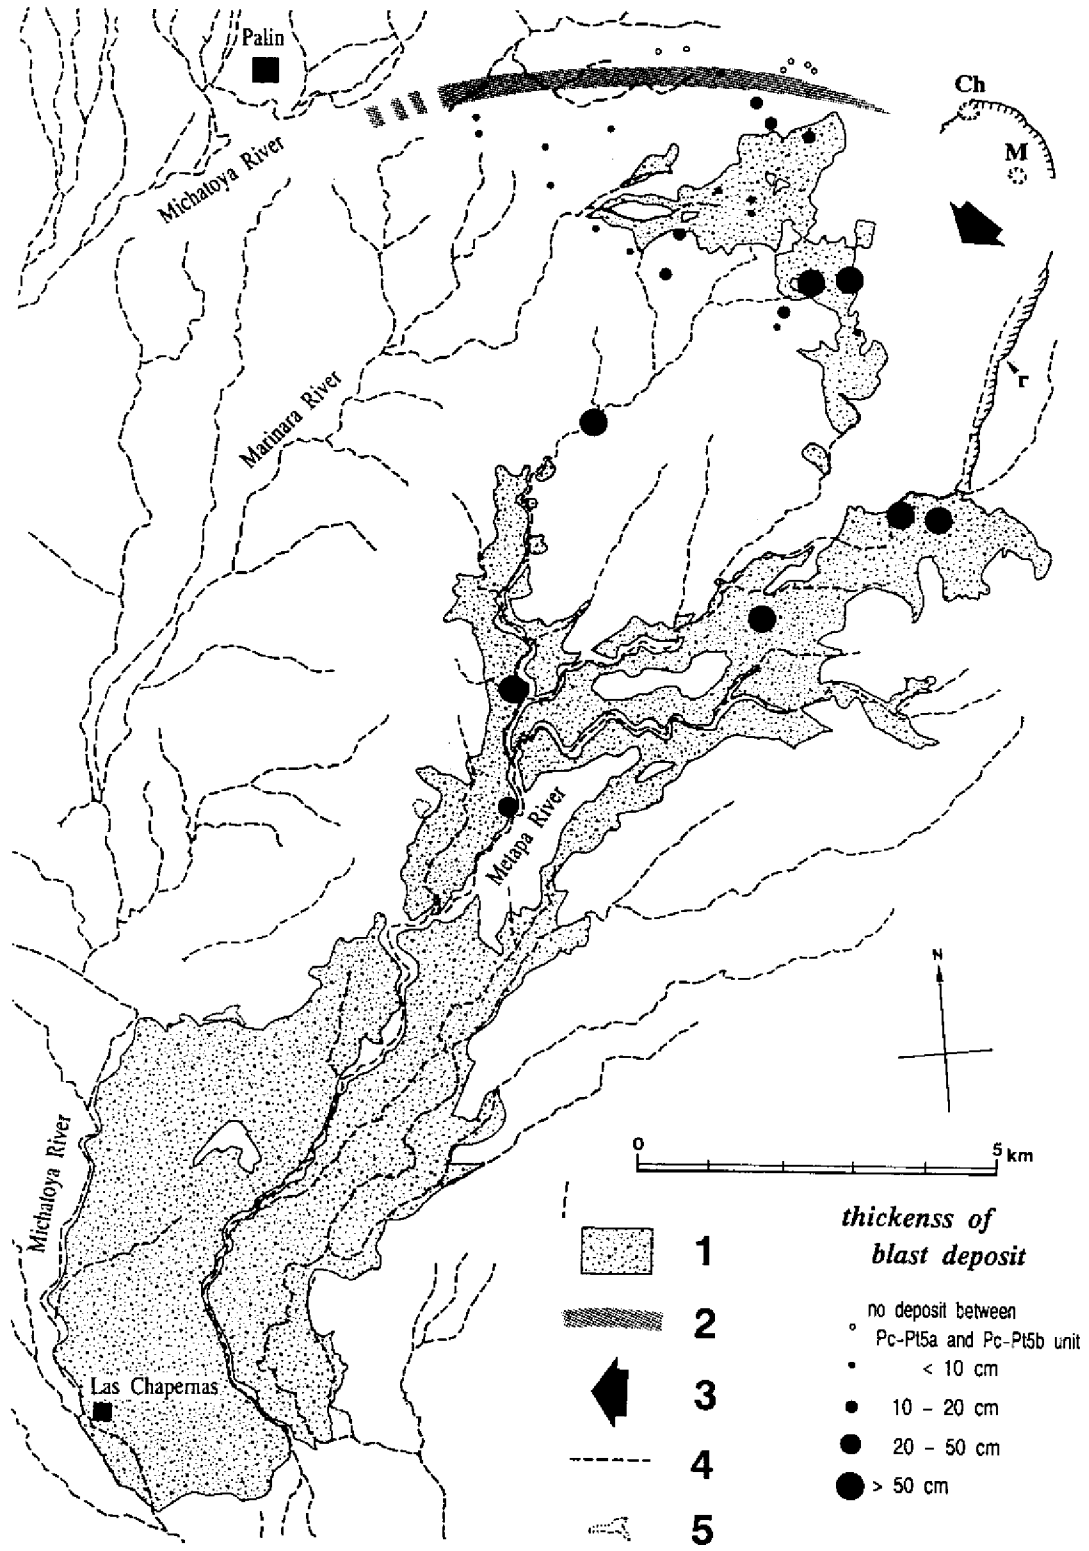 Palin
Ch
M
Michatoya River
r
Marinara River
Metapa River
N
0
5 km
Michatoya River
thickenss of
blast deposit
1
no deposit between
Pc-Pt5a and Pc-Pt5b unit
2
< 10 cm
3
10 - 20 cm
Las Chapernas
20 - 50 cm
4
> 50 cm
5